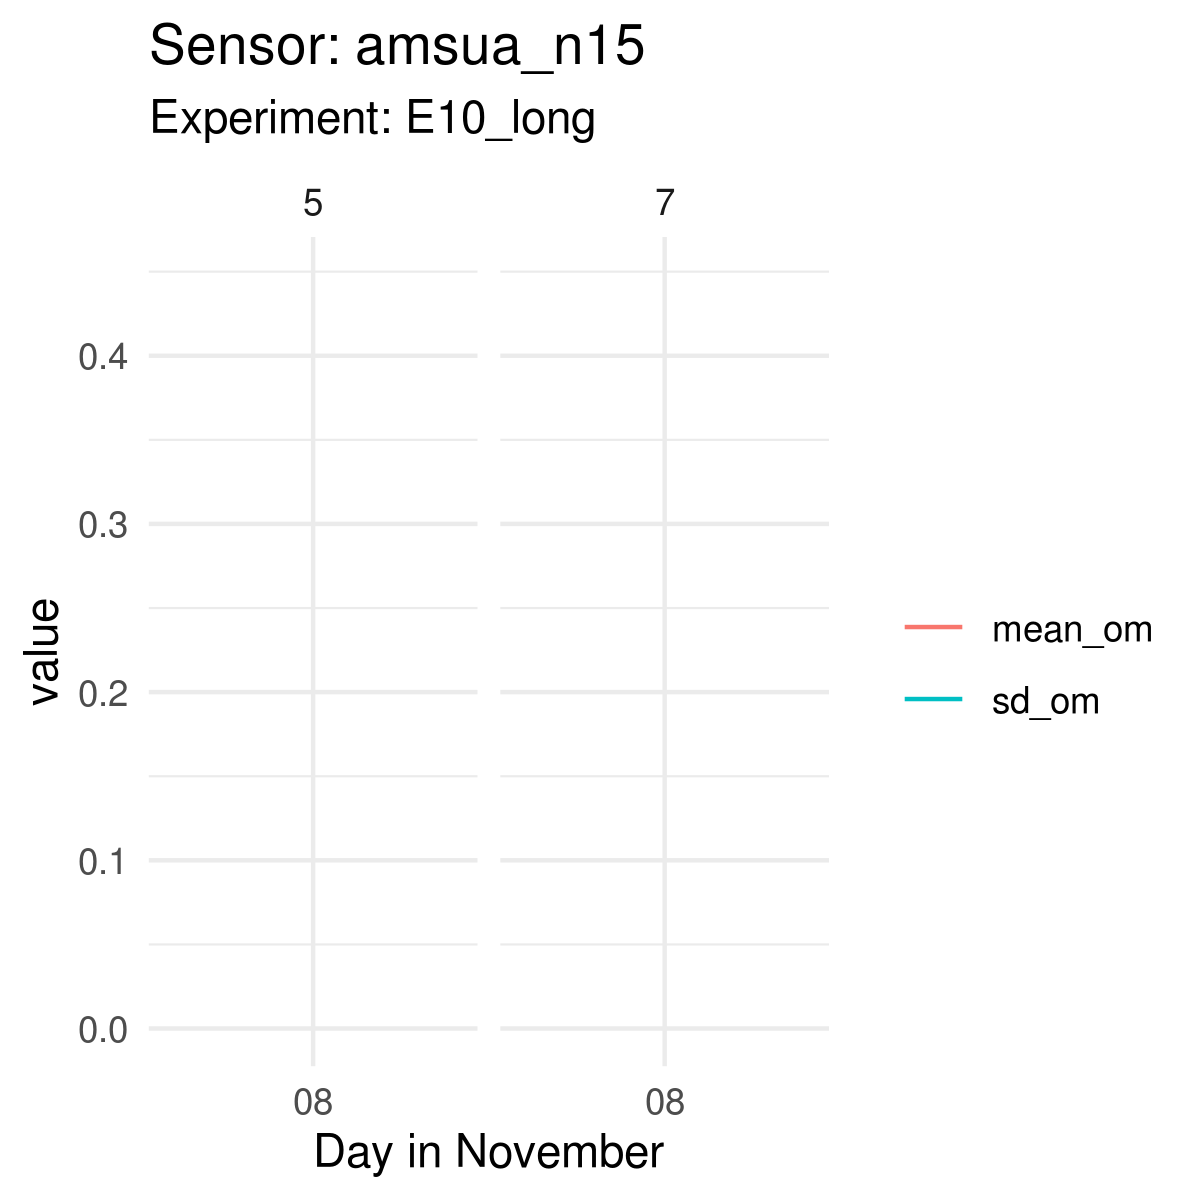 Sensor: amsua_n15
Experiment: E10_long
5 7
0.4
0.3
0.2
0.1
0.0
value
08 08
Day in November
mean_om
sd_om